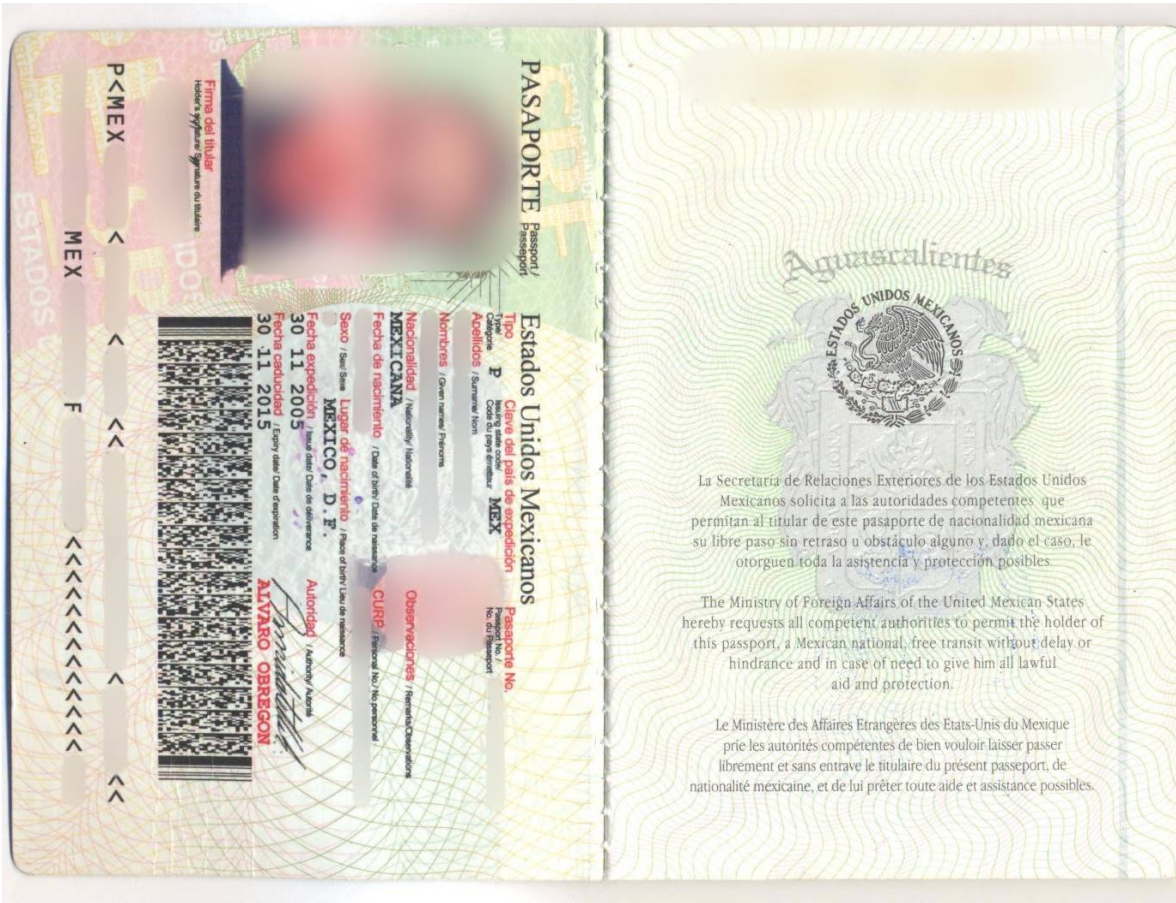 PASAPORTE Passport/
Passeport
Estados Unidos Mexicanos
Tipo Clave del país de expedición Pasaporte No.
Type/ Issuing state code/ Passport No./
Categorie P Code du pays émetteur MEX No. du Passeport
Apellidos / Surname/ Nom
Nombres / Given names/ Prénoms
Nacionalidad / Nationality/ Nationalité Observaciones / Remarks/Observations
MEXICANA
Fecha de nacimiento / Date of birth/ Date de naissance CURP / Personal No./ No personnel
Sexo / Sex/ Sexe Lugar de nacimiento / Place of birth/ Lieu de naissance
MEXICO, D.F.
Fecha expedición / Issue date/ Date de délivrance Autoridad / Authority/ Autorité
30 11 2005
Fecha caducidad / Expiry date/ Date d'expiration ALVARO OBREGON
30 11 2015
Firma del titular
Holder's signature/ Signature du titulaire
P<MEX < < << < <<
MEX F <<<<<<<<<<<
Aguascalientes
ESTADOS UNIDOS MEXICANOS
La Secretaría de Relaciones Exteriores de los Estados Unidos
Mexicanos solicita a las autoridades competentes que
permitan al titular de este pasaporte de nacionalidad mexicana
su libre paso sin retraso u obstáculo alguno y, dado el caso, le
otorguen toda la asistencia y protección posibles.
The Ministry of Foreign Affairs of the United Mexican States
hereby requests all competent authorities to permit the holder of
this passport, a Mexican national, free transit without delay or
hindrance and in case of need to give him all lawful
aid and protection.
Le Ministère des Affaires Etrangères des Etats-Unis du Mexique
prie les autorités compétentes de bien vouloir laisser passer
librement et sans entrave le titulaire du présent passeport, de
nationalité mexicaine, et de lui prêter toute aide et assistance possibles.